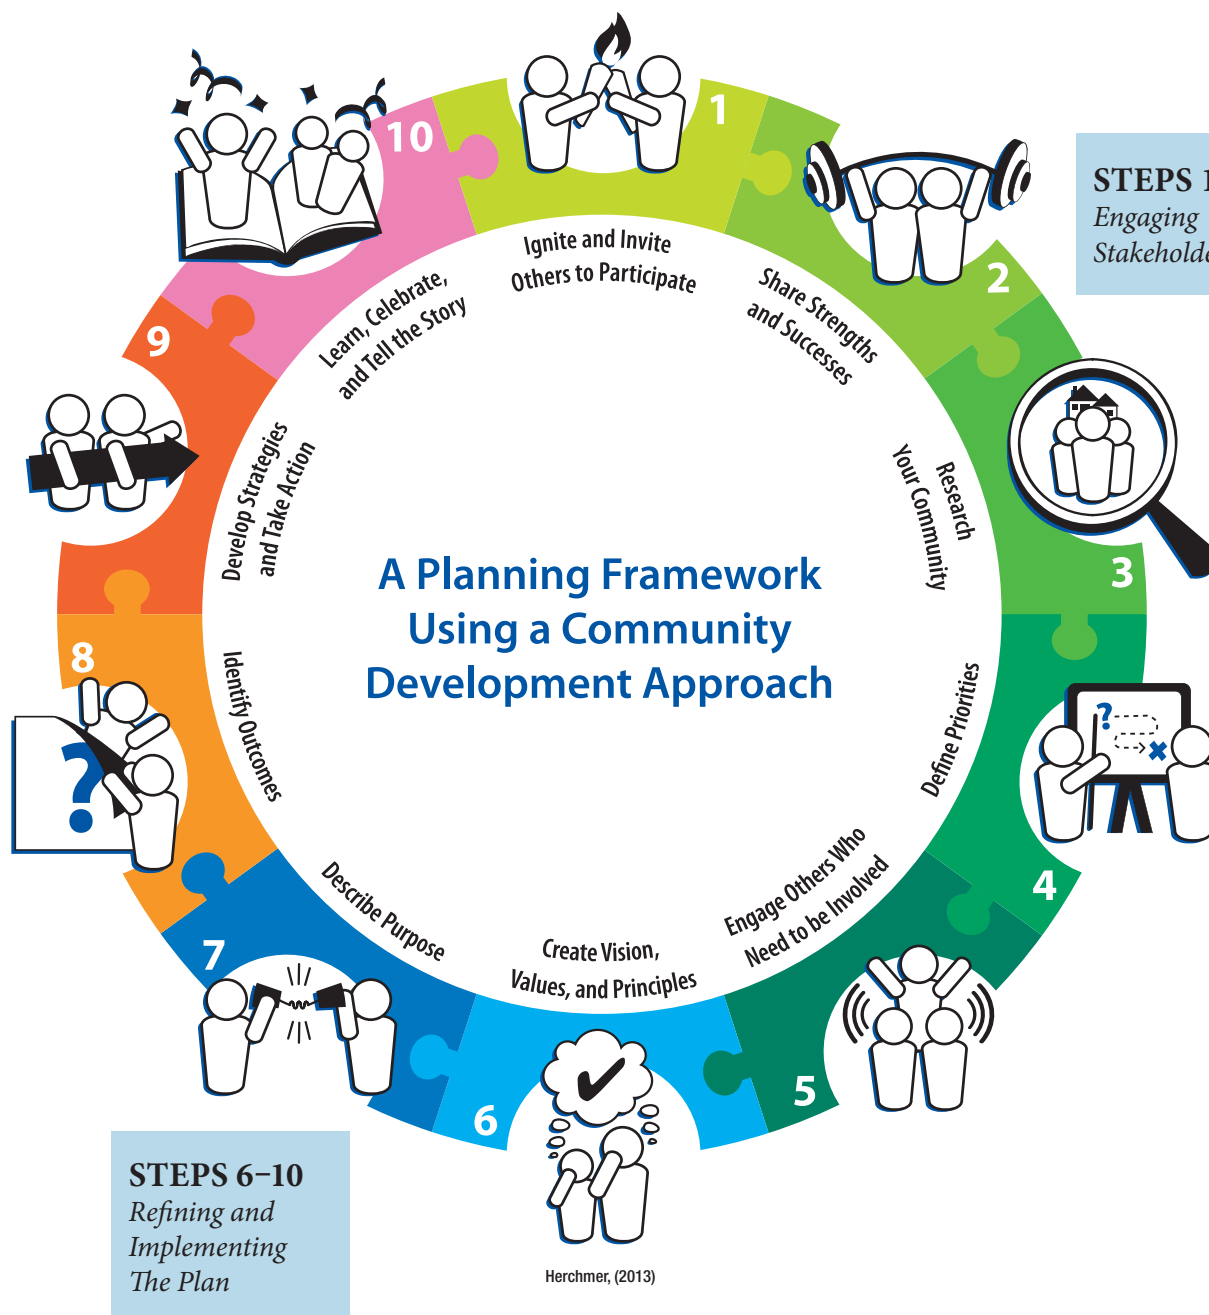 1
Ignite and Invite
Others to Participate
2
Share Strengths
and Successes
STEPS 1
Engaging
3
Research
Your Community
4
Define Priorities
5
Engage Others Who
Need to be Involved
6
Create Vision,
Values, and Principles
7
Describe Purpose
8
Identify Outcomes
?
9
Develop Strategies
and Take Action
10
Learn, Celebrate,
and Tell the Story
?
A Planning Framework
Using a Community
Development Approach
STEPS 6–10
Refining and
Implementing
The Plan
Herchmer, (2013)